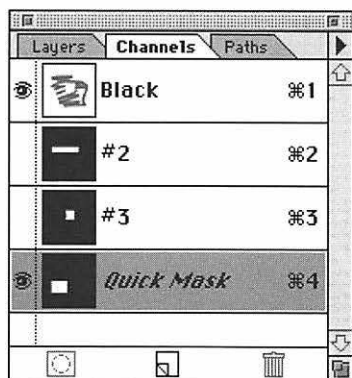 Layers Channels Paths
Black ⌘1
#2 ⌘2
#3 ⌘3
Quick Mask ⌘4